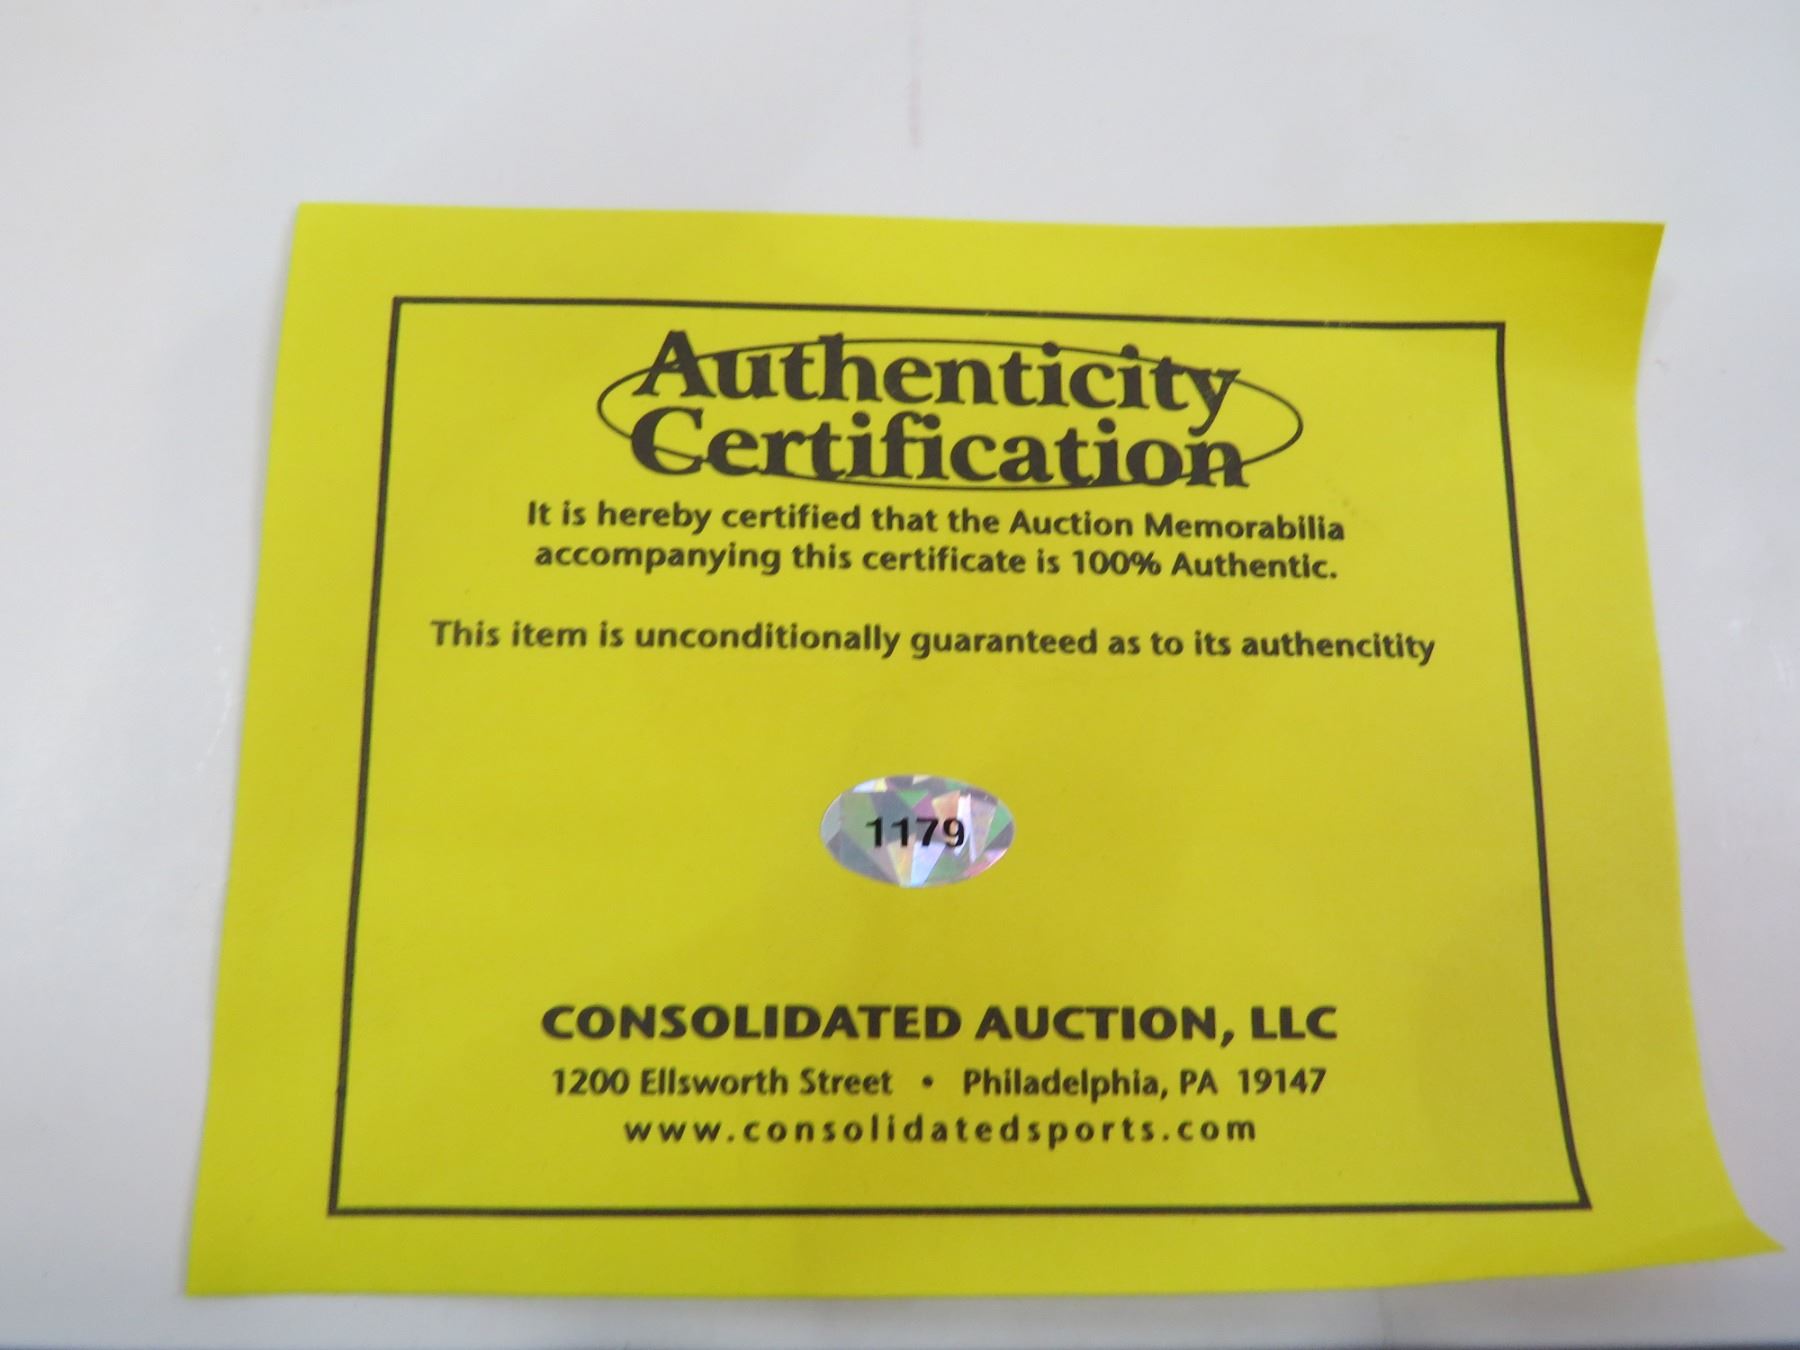 Authenticity
Certification
It is hereby certified that the Auction Memorabilia
accompanying this certificate is 100% Authentic.
This item is unconditionally guaranteed as to its authencitity
1179
CONSOLIDATED AUCTION, LLC
1200 Ellsworth Street • Philadelphia, PA 19147
www.consolidatedsports.com